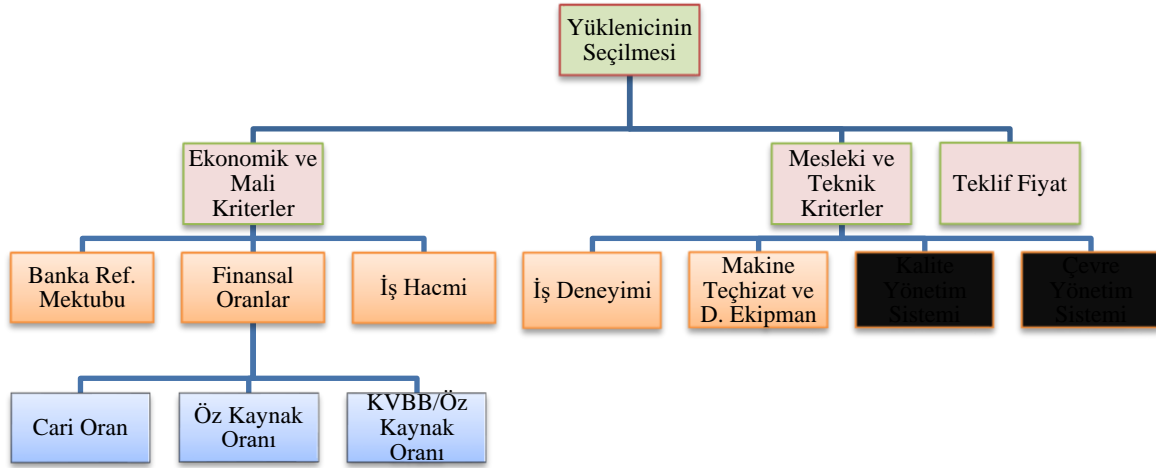 Yüklenicinin
Seçilmesi
Ekonomik ve
Mali
Kriterler
Mesleki ve
Teknik
Kriterler
Teklif Fiyat
Banka Ref.
Mektubu
Finansal
Oranlar
İş Hacmi
İş Deneyimi
Makine
Teçhizat ve
D. Ekipman
Kalite
Yönetim
Sistemi
Çevre
Yönetim
Sistemi
Cari Oran
Öz Kaynak
Oranı
KVBB/Öz
Kaynak
Oranı